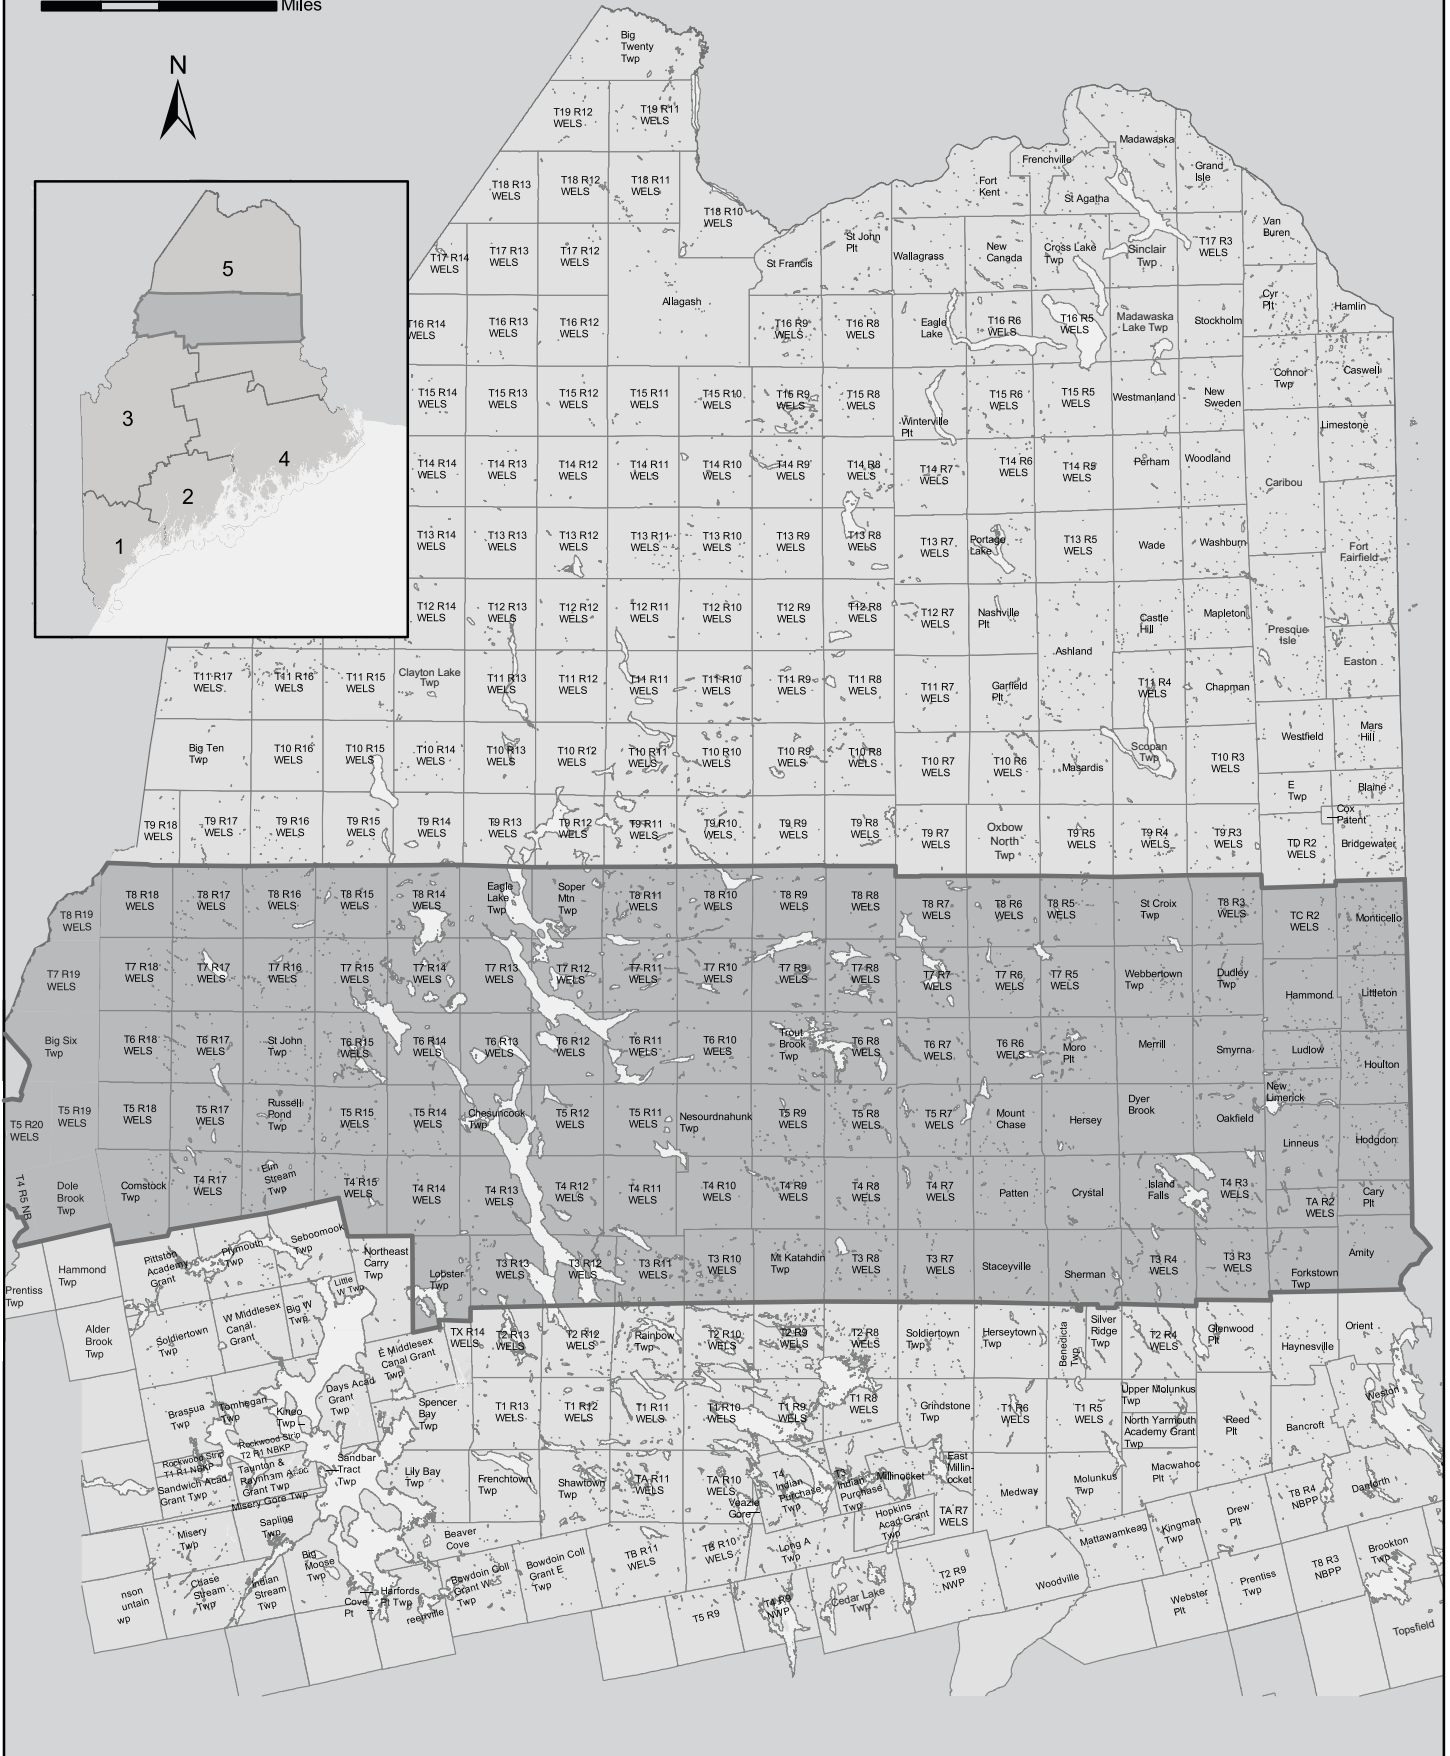 Miles
Big
Twenty
Twp
N
T19 R12
WELS
T19 R11
WELS
Madawaska
Frenchville
Grand
Isle
Fort
Kent
St Agatha
T18 R13
WELS
T18 R12
WELS
T18 R11
WELS
T18 R10
WELS
Van
Buren
St John
Plt
Wallagrass
New
Canada
Cross Lake
Twp
Sinclair
Twp
T17 R3
WELS
T17 R14
WELS
T17 R13
WELS
T17 R12
WELS
St Francis
5
3
4
2
1
Allagash
Cyr
Plt
Hamlin
T16 R14
WELS
T16 R13
WELS
T16 R12
WELS
T16 R9
WELS
T16 R8
WELS
Eagle
Lake
T16 R6
WELS
T16 R5
WELS
Madawaska
Lake Twp
Stockholm
Connor
Twp
Caswell
T15 R14
WELS
T15 R13
WELS
T15 R12
WELS
T15 R11
WELS
T15 R10
WELS
T15 R9
WELS
T15 R8
WELS
Winterville
Plt
T15 R6
WELS
T15 R5
WELS
Westmanland
New
Sweden
Limestone
T14 R14
WELS
T14 R13
WELS
T14 R12
WELS
T14 R11
WELS
T14 R10
WELS
T14 R9
WELS
T14 R8
WELS
T14 R7
WELS
T14 R6
WELS
T14 R5
WELS
Perham
Woodland
Caribou
T13 R14
WELS
T13 R13
WELS
T13 R12
WELS
T13 R11
WELS
T13 R10
WELS
T13 R9
WELS
T13 R8
WELS
T13 R7
WELS
Portage
Lake
T13 R5
WELS
Wade
Washburn
Fort
Fairfield
T12 R14
WELS
T12 R13
WELS
T12 R12
WELS
T12 R11
WELS
T12 R10
WELS
T12 R9
WELS
T12 R8
WELS
T12 R7
WELS
Nashville
Plt
Ashland
Castle
Hill
Mapleton
Presque
Isle
Easton
T11 R17
WELS
T11 R16
WELS
T11 R15
WELS
Clayton Lake
Twp
T11 R13
WELS
T11 R12
WELS
T11 R11
WELS
T11 R10
WELS
T11 R9
WELS
T11 R8
WELS
T11 R7
WELS
Garfield
Plt
T11 R4
WELS
Chapman
Westfield
Mars
Hill
Big Ten
Twp
T10 R16
WELS
T10 R15
WELS
T10 R14
WELS
T10 R13
WELS
T10 R12
WELS
T10 R11
WELS
T10 R10
WELS
T10 R9
WELS
T10 R8
WELS
T10 R7
WELS
T10 R6
WELS
Masardis
Scopan
Twp
T10 R3
WELS
E
Twp
Blaine
Cox
Patent
T9 R18
WELS
T9 R17
WELS
T9 R16
WELS
T9 R15
WELS
T9 R14
WELS
T9 R13
WELS
T9 R12
WELS
T9 R11
WELS
T9 R10
WELS
T9 R9
WELS
T9 R8
WELS
T9 R7
WELS
Oxbow
North
Twp
T9 R5
WELS
T9 R4
WELS
T9 R3
WELS
TD R2
WELS
Bridgewater
T8 R19
WELS
T8 R18
WELS
T8 R17
WELS
T8 R16
WELS
T8 R15
WELS
T8 R14
WELS
Eagle
Lake
Twp
Soper
Mtn
Twp
T8 R11
WELS
T8 R10
WELS
T8 R9
WELS
T8 R8
WELS
T8 R7
WELS
T8 R6
WELS
T8 R5
WELS
St Croix
Twp
T8 R3
WELS
TC R2
WELS
Monticello
T7 R19
WELS
T7 R18
WELS
T7 R17
WELS
T7 R16
WELS
T7 R15
WELS
T7 R14
WELS
T7 R13
WELS
T7 R12
WELS
T7 R11
WELS
T7 R10
WELS
T7 R9
WELS
T7 R8
WELS
T7 R7
WELS
T7 R6
WELS
T7 R5
WELS
Webbertown
Twp
Dudley
Twp
Hammond
Littleton
Big Six
Twp
T6 R18
WELS
T6 R17
WELS
St John
Twp
T6 R15
WELS
T6 R14
WELS
T6 R13
WELS
T6 R12
WELS
T6 R11
WELS
T6 R10
WELS
Trout
Brook
Twp
T6 R8
WELS
T6 R7
WELS
T6 R6
WELS
Moro
Plt
Merrill
Smyrna
Ludlow
Houlton
T5 R20
WELS
T5 R19
WELS
T5 R18
WELS
T5 R17
WELS
Russell
Pond
Twp
T5 R15
WELS
T5 R14
WELS
Chesuncook
Twp
T5 R12
WELS
T5 R11
WELS
Nesourdnahunk
Twp
T5 R9
WELS
T5 R8
WELS
T5 R7
WELS
Mount
Chase
Hersey
Dyer
Brook
Oakfield
New
Limerick
Linneus
Hodgdon
T4 R5 NB
Dole
Brook
Twp
Comstock
Twp
T4 R17
WELS
Elm
Stream
Twp
T4 R15
WELS
T4 R14
WELS
T4 R13
WELS
T4 R12
WELS
T4 R11
WELS
T4 R10
WELS
T4 R9
WELS
T4 R8
WELS
T4 R7
WELS
Patten
Crystal
Island
Falls
T4 R3
WELS
TA R2
WELS
Cary
Plt
Prentiss
Twp
Hammond
Twp
Pittston
Academy
Grant
Plymouth
Twp
Seboomook
Twp
Little
W Twp
Northeast
Carry
Twp
Lobster
Twp
T3 R13
WELS
T3 R12
WELS
T3 R11
WELS
T3 R10
WELS
Mt Katahdin
Twp
T3 R8
WELS
T3 R7
WELS
Staceyville
Sherman
T3 R4
WELS
T3 R3
WELS
Forkstown
Twp
Amity
Alder
Brook
Twp
Soldiertown
Twp
W Middlesex
Canal
Grant
Big W
Twp
E Middlesex
Canal Grant
Twp
TX R14
WELS
T2 R13
WELS
T2 R12
WELS
Rainbow
Twp
T2 R10
WELS
T2 R9
WELS
T2 R8
WELS
Soldiertown
Twp
Herseytown
Twp
Benedicta
Twp
Silver
Ridge
Twp
T2 R4
WELS
Glenwood
Plt
Haynesville
Orient
Brassua
Twp
Tomhegan
Twp
Kineo
Twp
Days Acad
Grant
Twp
Spencer
Bay
Twp
T1 R13
WELS
T1 R12
WELS
T1 R11
WELS
T1 R10
WELS
T1 R9
WELS
T1 R8
WELS
Grindstone
Twp
T1 R6
WELS
T1 R5
WELS
Upper Molunkus
Twp
North Yarmouth
Academy Grant
Twp
Reed
Plt
Bancroft
Weston
Rockwood Strip
T1 R1 NBKP
Rockwood Strip
T2 R1 NBKP
Sandwich Acad
Grant Twp
Taunton &
Raynham Acad
Grant Twp
Misery Gore Twp
Sandbar
Tract
Twp
Lily Bay
Twp
Frenchtown
Twp
Shawtown
Twp
TA R11
WELS
TA R10
WELS
Veazie
Gore
T4
Indian
Purchase
Twp
T3
Indian
Purchase
Twp
Millinocket
East
Millin-
ocket
Hopkins
Acad Grant
Twp
TA R7
WELS
Medway
Molunkus
Twp
Macwahoc
Plt
T8 R4
NBPP
Danforth
Misery
Twp
Sapling
Twp
Big
Moose
Twp
Beaver
Cove
Bowdoin Coll
Grant W
Twp
Bowdoin Coll
Grant E
Twp
TB R11
WELS
TB R10
WELS
Long A
Twp
Mattawamkeag
Kingman
Twp
Drew
Plt
Brookton
Twp
nson
untain
wp
Chase
Stream
Twp
Indian
Stream
Twp
Cove
Pt
Harfords
Pt Twp
reenville
T5 R9
T4 R9
NWP
Cedar Lake
Twp
T2 R9
NWP
Woodville
Webster
Plt
Prentiss
Twp
T8 R3
NBPP
Topsfield